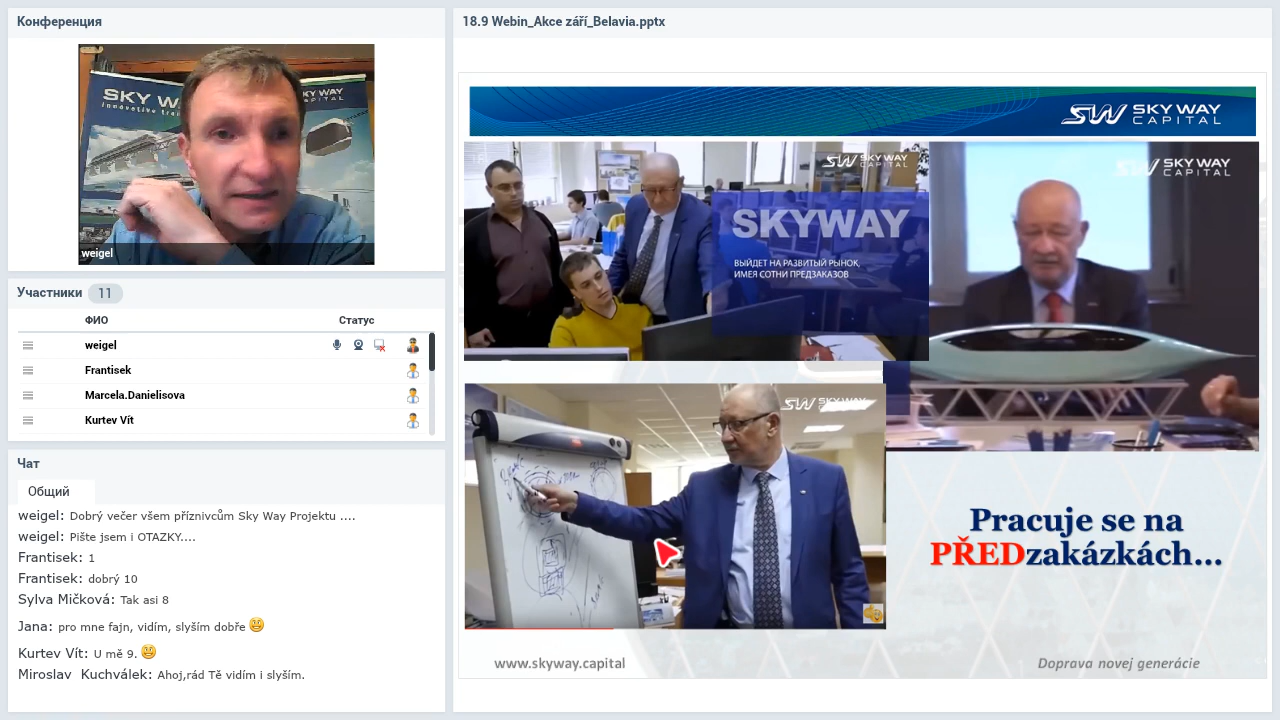 Конференция
SKY W
CAPITAL
weigel
Участники 11
ФИО Статус
weigel
Frantisek
Marcela.Danielisova
Kurtev Vít
Чат
Общий
weigel: Dobrý večer všem příznivcům Sky Way Projektu ....
weigel: Pište jsem i OTÁZKY....
Frantisek: 1
Frantisek: dobrý 10
Sylva Mičková: Tak asi 8
Jana: pro mne fajn, vidím, slyším dobře
Kurtev Vít: U mě 9.
Miroslav Kuchválek: Ahoj,rád Tě vidím i slyším.
18.9 Webin_Akce září_Belavia.pptx
SW SKY WAY
CAPITAL
SW SKY WAY
CAPITAL
SKYWAY
ВЫЙДЕТ НА РАЗВИТЫЙ РЫНОК,
ИМЕЯ СОТНИ ПРЕДЗАКАЗОВ
SW SKY WAY
CAPITAL
SW SKY WAY
Pracuje se na
PŘEDzakázkách...
www.skyway.capital
Doprava novej generácie